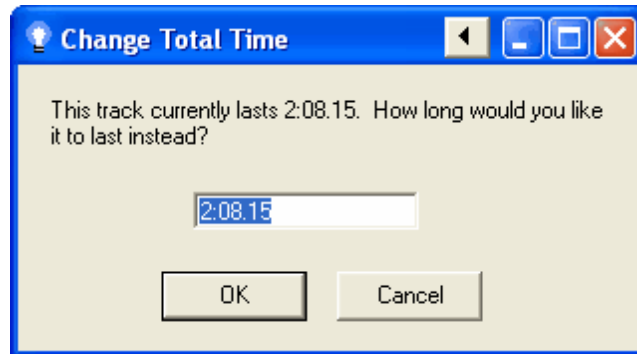 Change Total Time
This track currently lasts 2:08.15.  How long would you like
it to last instead?
2:08.15
OK
Cancel